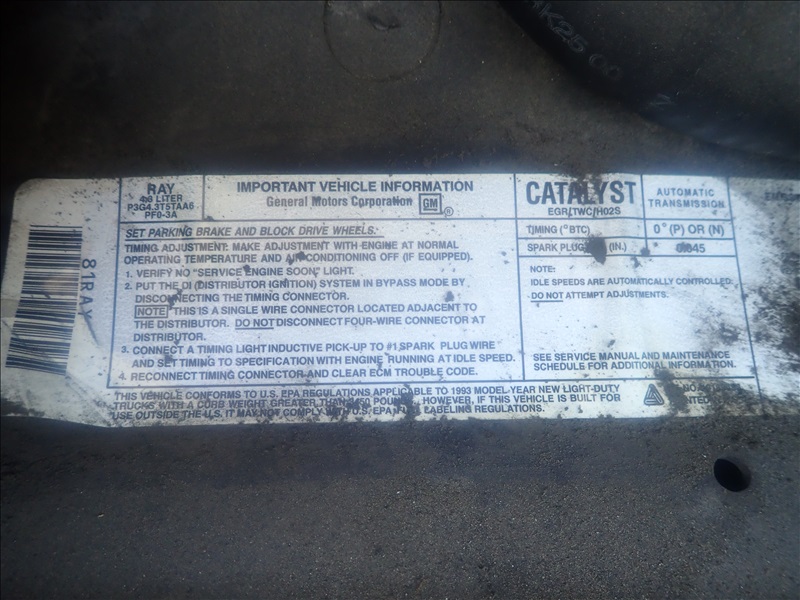 RAY
LITER
P3G4.3T5TAA6
PF0-3A
IMPORTANT VEHICLE INFORMATION
General Motors Corporation GM ®
CATALYST
EGR/TWC/HO2S
AUTOMATIC
TRANSMISSION
TIMING (°BTC)
0° (P) OR (N)
SPARK PLUG (IN.)
0.045
SET PARKING BRAKE AND BLOCK DRIVE WHEELS.
TIMING ADJUSTMENT: MAKE ADJUSTMENT WITH ENGINE AT NORMAL
OPERATING TEMPERATURE AND AIR CONDITIONING OFF (IF EQUIPPED).
1. VERIFY NO "SERVICE ENGINE SOON" LIGHT.
2. PUT THE DI (DISTRIBUTOR IGNITION) SYSTEM IN BYPASS MODE BY
DISCONNECTING THE TIMING CONNECTOR.
NOTE THIS IS A SINGLE WIRE CONNECTOR LOCATED ADJACENT TO
THE DISTRIBUTOR. DO NOT DISCONNECT FOUR-WIRE CONNECTOR AT
DISTRIBUTOR.
3. CONNECT A TIMING LIGHT INDUCTIVE PICK-UP TO #1 SPARK PLUG WIRE
AND SET TIMING TO SPECIFICATION WITH ENGINE RUNNING AT IDLE SPEED.
4. RECONNECT TIMING CONNECTOR AND CLEAR ECM TROUBLE CODE.
NOTE:
IDLE SPEEDS ARE AUTOMATICALLY CONTROLLED.
DO NOT ATTEMPT ADJUSTMENTS.
SEE SERVICE MANUAL AND MAINTENANCE
SCHEDULE FOR ADDITIONAL INFORMATION.
THIS VEHICLE CONFORMS TO U.S. EPA REGULATIONS APPLICABLE TO 1993 MODEL-YEAR NEW LIGHT-DUTY
TRUCKS WITH A CURB WEIGHT GREATER THAN POUNDS. HOWEVER, IF THIS VEHICLE IS BUILT FOR
USE OUTSIDE THE U.S. IT MAY NOT COMPLY WITH U.S. EPA FUEL LABELING REGULATIONS.
81RAY